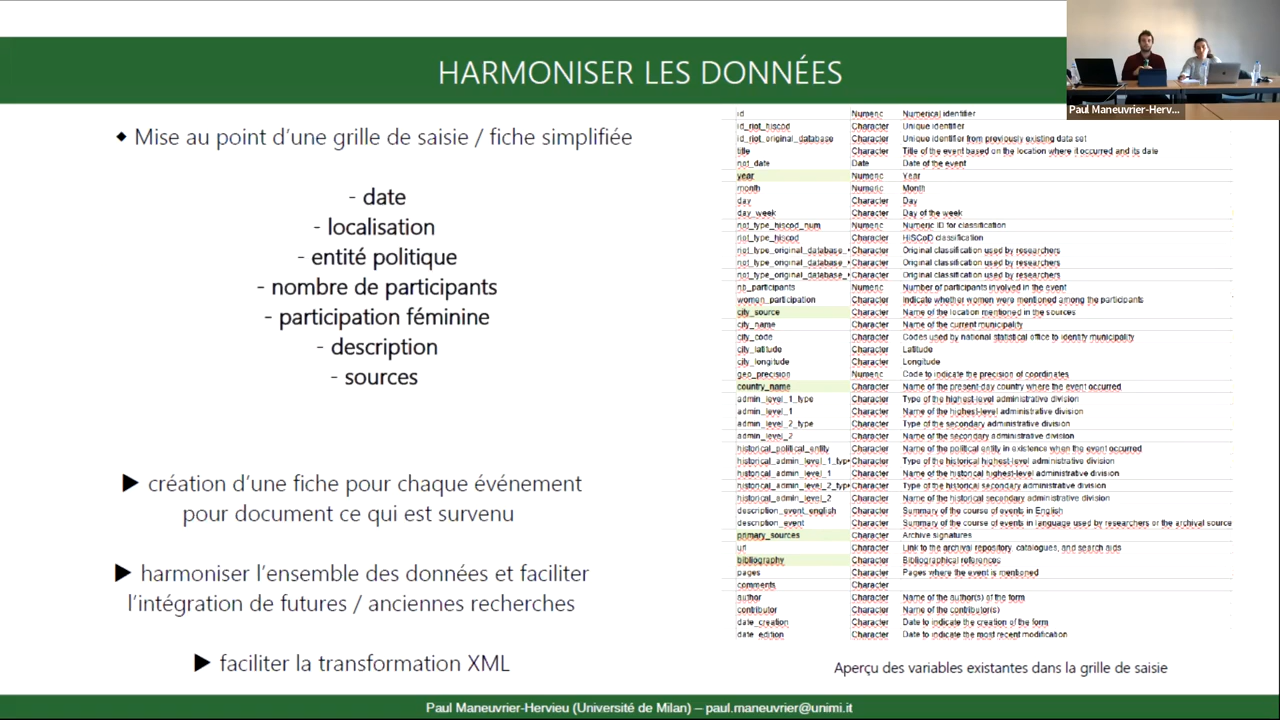 HARMONISER LES DONNÉES
Paul Maneuvrier-Herv...
◆ Mise au point d'une grille de saisie / fiche simplifiée
- date
- localisation
- entité politique
- nombre de participants
- participation féminine
- description
- sources
▶ création d'une fiche pour chaque événement
pour document ce qui est survenu
▶ harmoniser l'ensemble des données et faciliter
l'intégration de futures / anciennes recherches
▶ faciliter la transformation XML
id Numeric Numerical identifier
id_riot_hiscod Character Unique identifier
id_riot_original_database Character Unique identifier from previously existing data set
title Character Title of the event based on the location where it occurred and its date
riot_date Date Date of the event
year Numeric Year
month Numeric Month
day Character Day
day_week Character Day of the week
riot_type_hiscod_num Numeric Numeric ID for classification
riot_type_hiscod Character HiSCoD classification
riot_type_original_database_ Character Original classification used by researchers
riot_type_original_database_ Character Original classification used by researchers
riot_type_original_database_ Character Original classification used by researchers
nb_participants Numeric Number of participants involved in the event
women_participation Character Indicate whether women were mentioned among the participants
city_source Character Name of the location mentioned in the sources
city_name Character Name of the current municipality
city_code Character Codes used by national statistical office to identify municipality
city_latitude Character Latitude
city_longitude Character Longitude
geo_precision Numeric Code to indicate the precision of coordinates
country_name Character Name of the present-day country where the event occurred
admin_level_1_type Character Type of the highest-level administrative division
admin_level_1 Character Name of the highest-level administrative division
admin_level_2_type Character Type of the secondary administrative division
admin_level_2 Character Name of the secondary administrative division
historical_political_entity Character Name of the political entity in existence when the event occurred
historical_admin_level_1_typ Character Type of the historical highest-level administrative division
historical_admin_level_1 Character Name of the historical highest-level administrative division
historical_admin_level_2_typ Character Type of the historical secondary administrative division
historical_admin_level_2 Character Name of the historical secondary administrative division
description_event_english Character Summary of the course of events in English
description_event Character Summary of the course of events in language used by researchers or the archival source
primary_sources Character Archive signatures
url Character Link to the archival repository, catalogues, and search aids
bibliography Character Bibliographical references
pages Character Pages where the event is mentioned
comments Character
author Character Name of the author(s) of the form
contributor Character Name of the contributor(s)
date_creation Character Date to indicate the creation of the form
date_edition Character Date to indicate the most recent modification
Aperçu des variables existantes dans la grille de saisie
Paul Maneuvrier-Hervieu (Université de Milan) – paul.maneuvrier@unimi.it